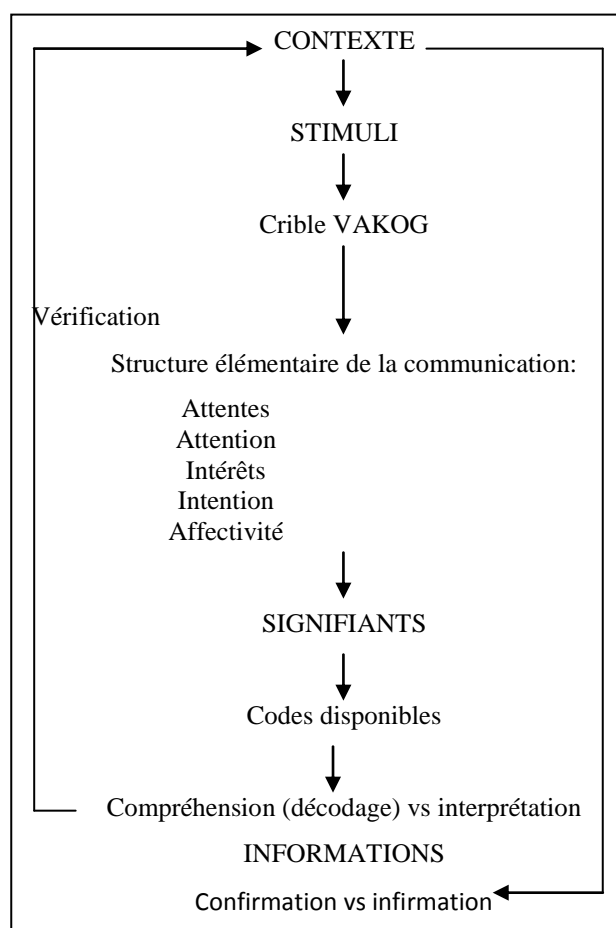 CONTEXTE
STIMULI
Crible VAKOG
Vérification
Structure élémentaire de la communication:
Attentes
Attention
Intérêts
Intention
Affectivité
SIGNIFIANTS
Codes disponibles
Compréhension (décodage) vs interprétation
INFORMATIONS
Confirmation vs infirmation